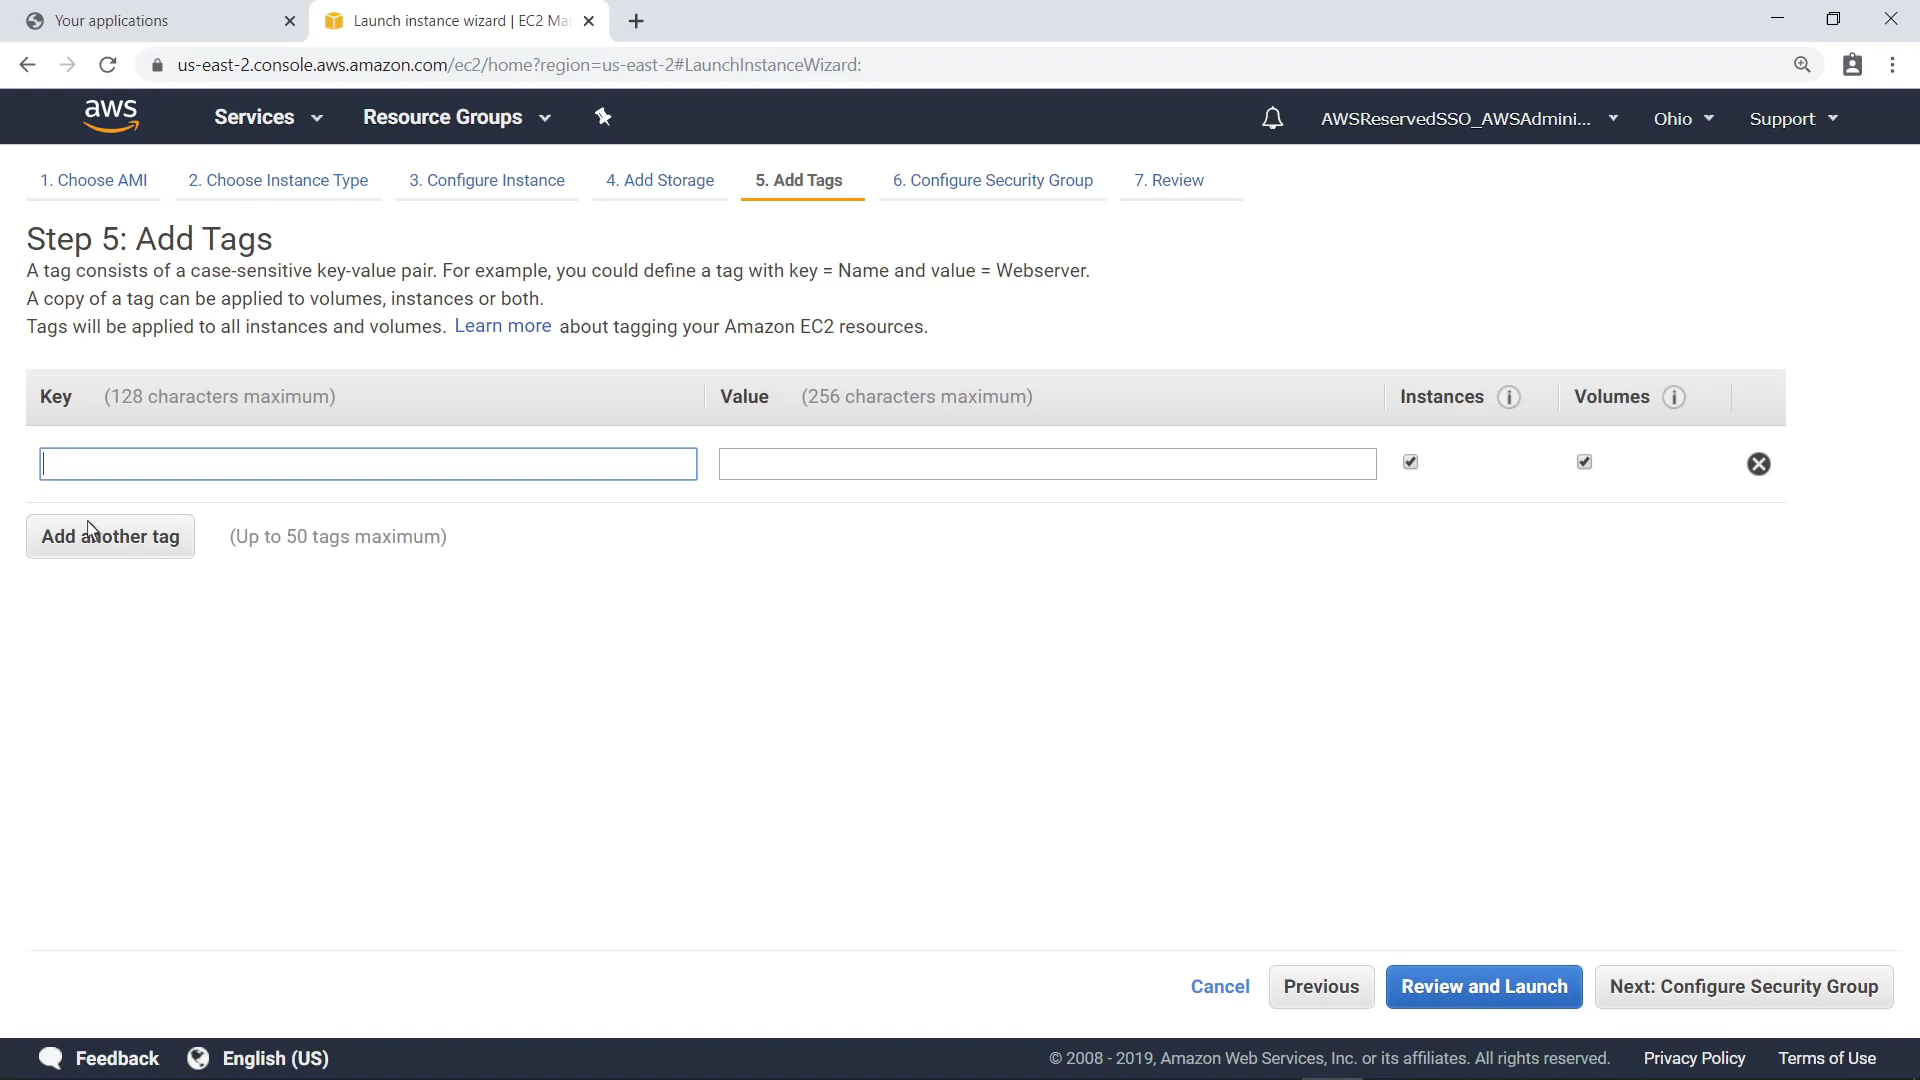 Your applications
Launch instance wizard | EC2 Ma
us-east-2.console.aws.amazon.com/ec2/home?region=us-east-2#LaunchInstanceWizard:
aws
Services
Resource Groups
AWSReservedSSO_AWSAdmini...
Ohio
Support
1. Choose AMI
2. Choose Instance Type
3. Configure Instance
4. Add Storage
5. Add Tags
6. Configure Security Group
7. Review
Step 5: Add Tags
A tag consists of a case-sensitive key-value pair. For example, you could define a tag with key = Name and value = Webserver.
A copy of a tag can be applied to volumes, instances or both.
Tags will be applied to all instances and volumes. Learn more about tagging your Amazon EC2 resources.
Key (128 characters maximum)
Value (256 characters maximum)
Instances
Volumes
Add another tag
(Up to 50 tags maximum)
Cancel
Previous
Review and Launch
Next: Configure Security Group
Feedback
English (US)
© 2008 - 2019, Amazon Web Services, Inc. or its affiliates. All rights reserved.
Privacy Policy
Terms of Use